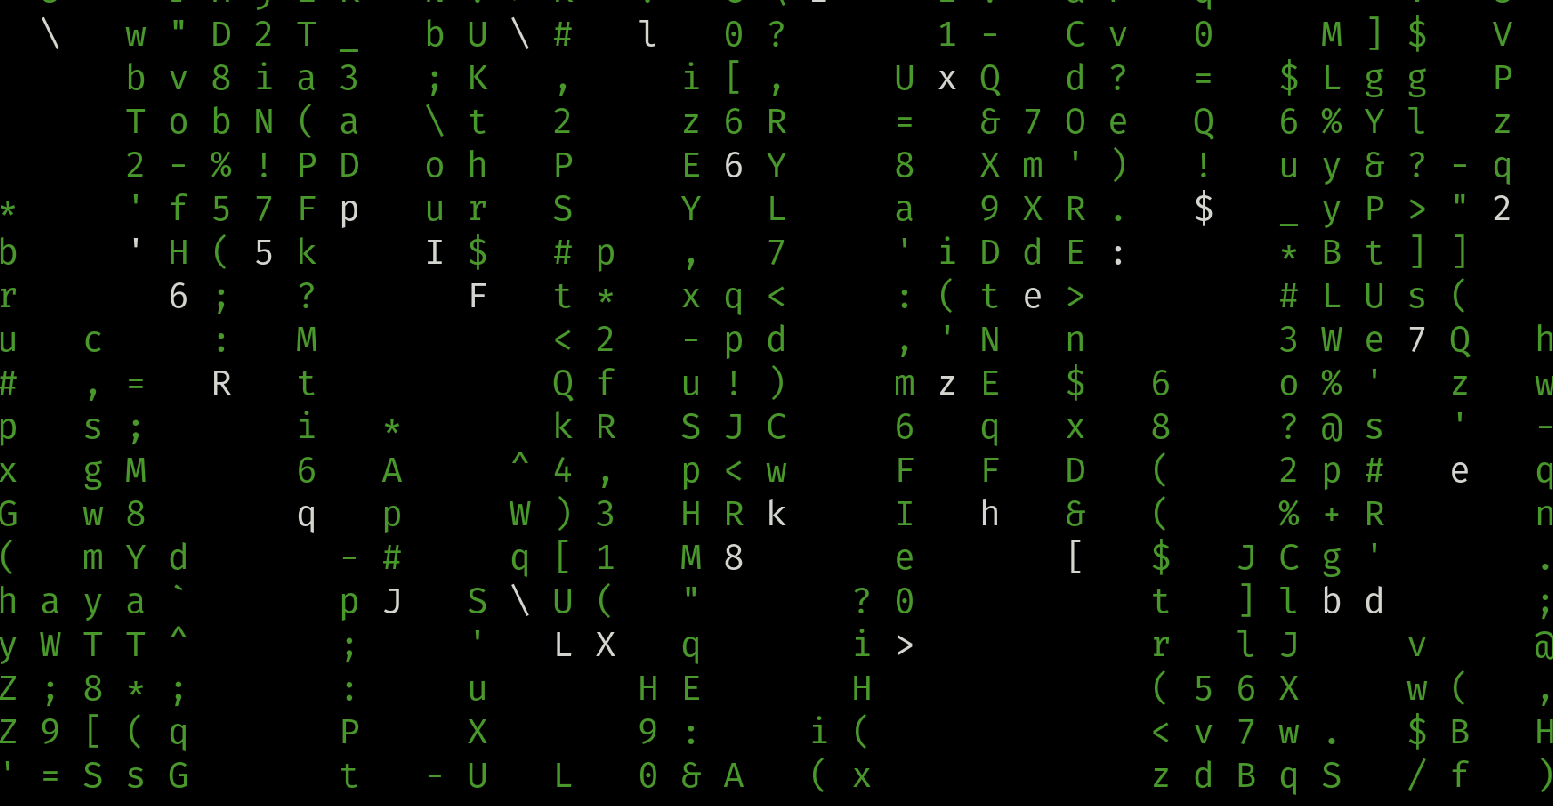 \ w " D 2 T _ b U \ # l 0 ? 1 - C v 0 M ] $ V
b v 8 i a 3 ; K , i [ , U x Q d ? = $ L g g P
T o b N ( a \ t 2 z 6 R = & 7 O e Q 6 % Y l z
2 - % ! P D o h P E 6 Y 8 X m ' ) ! u y & ? - q
* ' f 5 7 F p u r S Y L a 9 X R . $ _ y P > " 2
b ' H ( 5 k I $ # p , 7 ' i D d E : * B t ] ]
r 6 ; ? F t * x q < : ( t e > # L U s (
u c : M < 2 - p d , ' N n 3 W e 7 Q h
# , = R t Q f u ! ) m z E $ 6 o % ' z w
p s ; i * k R S J C 6 q x 8 ? @ s ' -
x g M 6 A ^ 4 , p < w F F D ( 2 p # e q
G w 8 q p W ) 3 H R k I h & ( % + R n
( m Y d - # q [ 1 M 8 e [ $ J C g ' .
h a y a ` p J S \ U ( " ? 0 t ] l b d ;
y W T T ^ ; ' L X q i > r l J v @
Z ; 8 * ; : u H E H ( 5 6 X w ( ,
Z 9 [ ( q P X 9 : i ( < v 7 w . $ B H
' = S s G t - U L 0 & A ( x z d B q S / f )